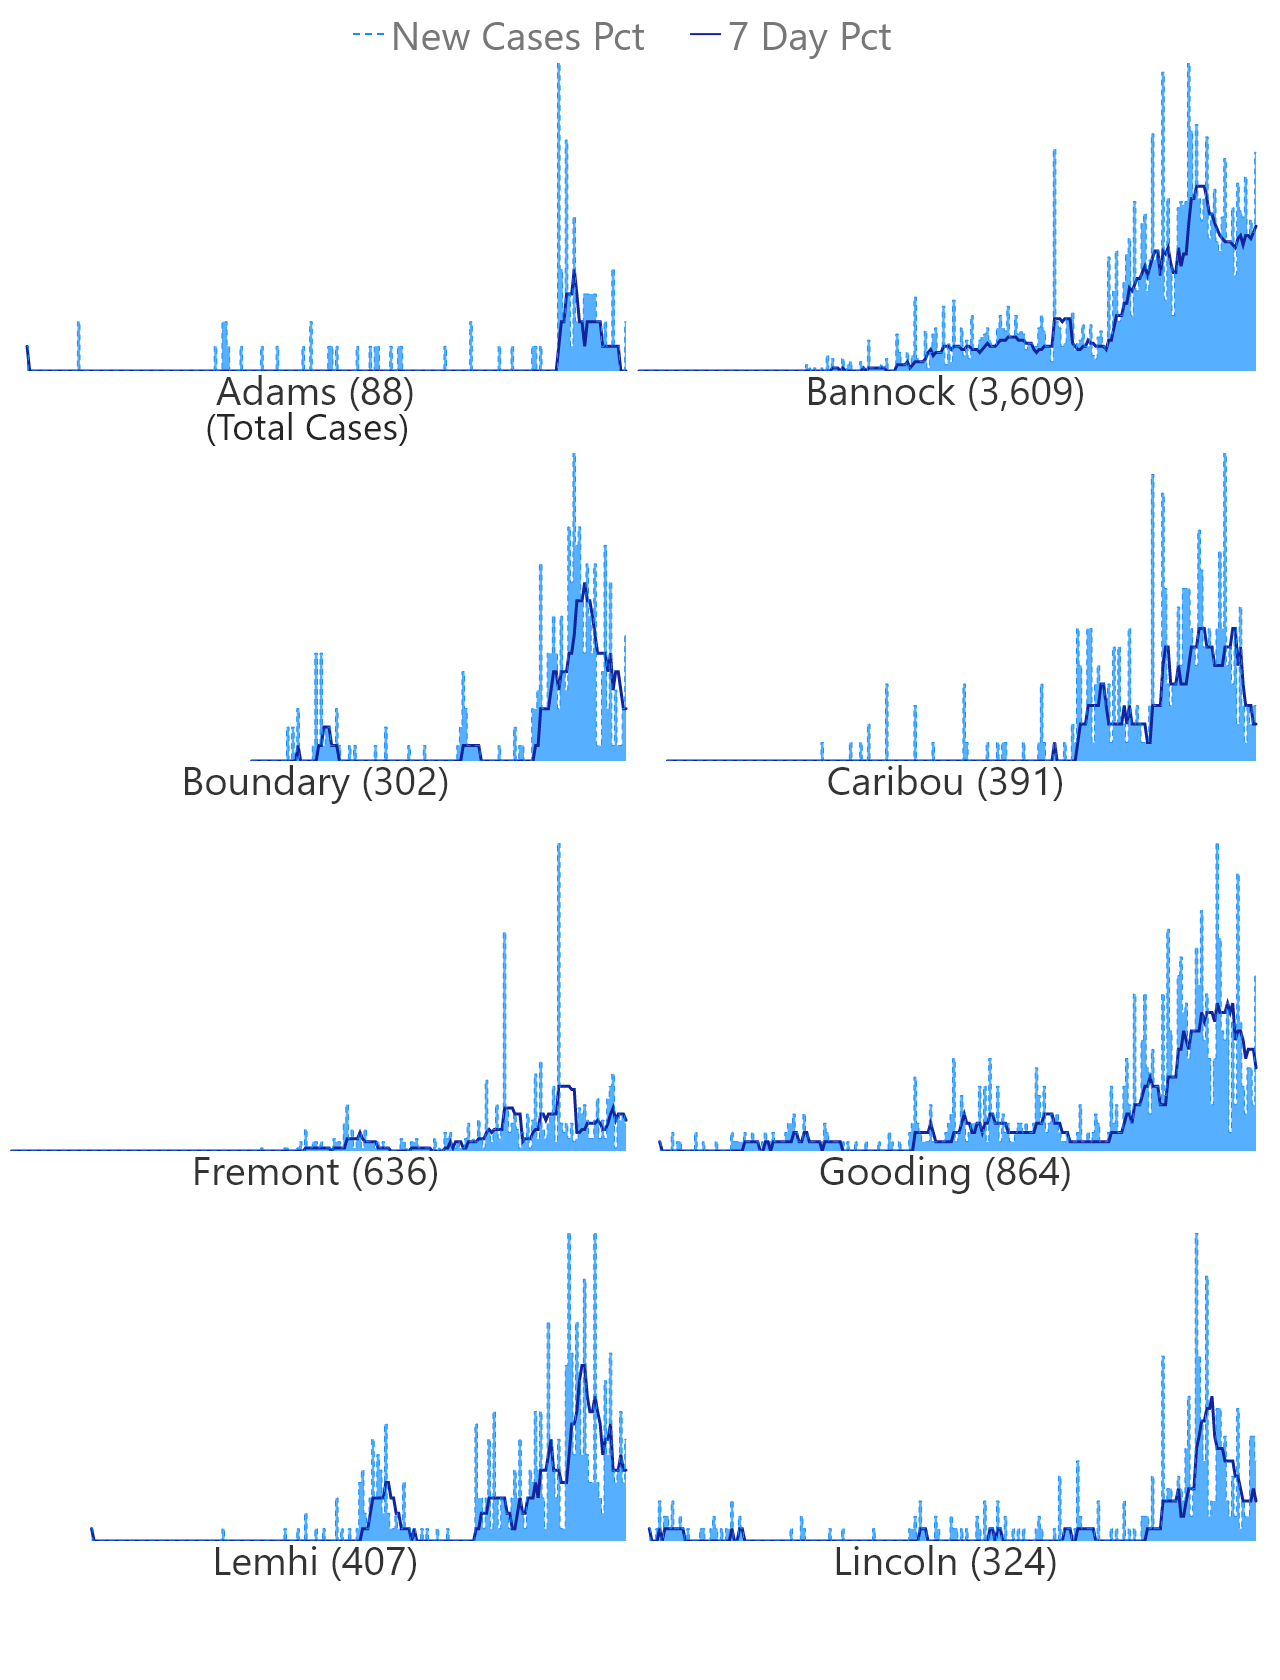 New Cases Pct 7 Day Pct
Adams (88) Bannock (3,609)
(Total Cases)
Boundary (302) Caribou (391)
Fremont (636) Gooding (864)
Lemhi (407) Lincoln (324)